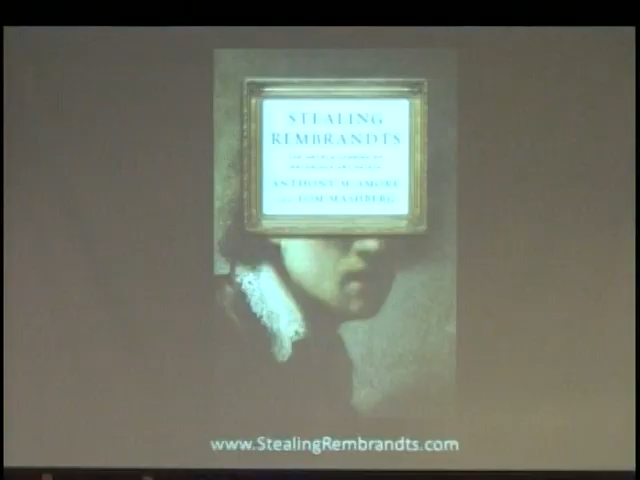 STEALING
REMBRANDTS
ANTHONY M. AMORE
TOM MASHBERG
www.StealingRembrandts.com